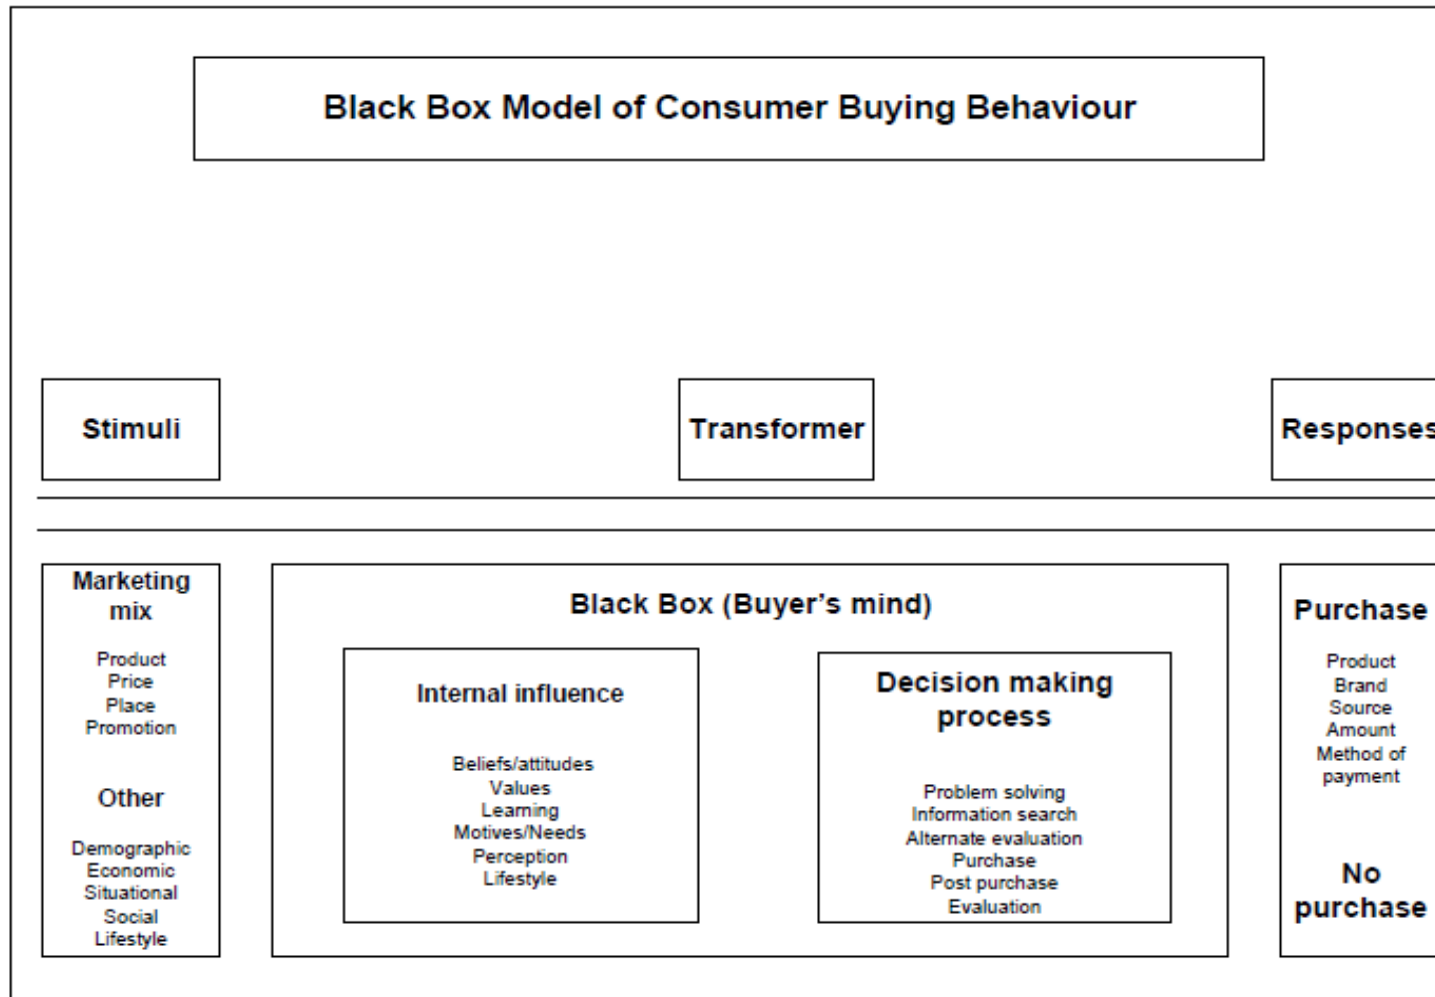 Black Box Model of Consumer Buying Behaviour
Stimuli
Transformer
Responses
Marketing
mix
Product
Price
Place
Promotion
Other
Demographic
Economic
Situational
Social
Lifestyle
Black Box (Buyer's mind)
Internal influence
Beliefs/attitudes
Values
Learning
Motives/Needs
Perception
Lifestyle
Decision making
process
Problem solving
Information search
Alternate evaluation
Purchase
Post purchase
Evaluation
Purchase
Product
Brand
Source
Amount
Method of
payment
No
purchase